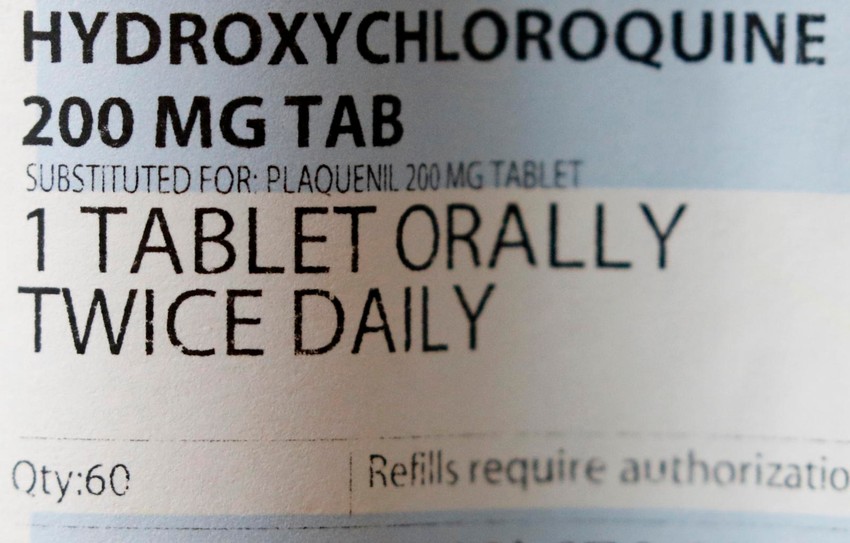 HYDROXYCHLOROQUINE
200 MG TAB
SUBSTITUTED FOR: PLAQUENIL 200 MG TABLET
1 TABLET ORALLY
TWICE DAILY
Qty:60 Refills require authorizatio